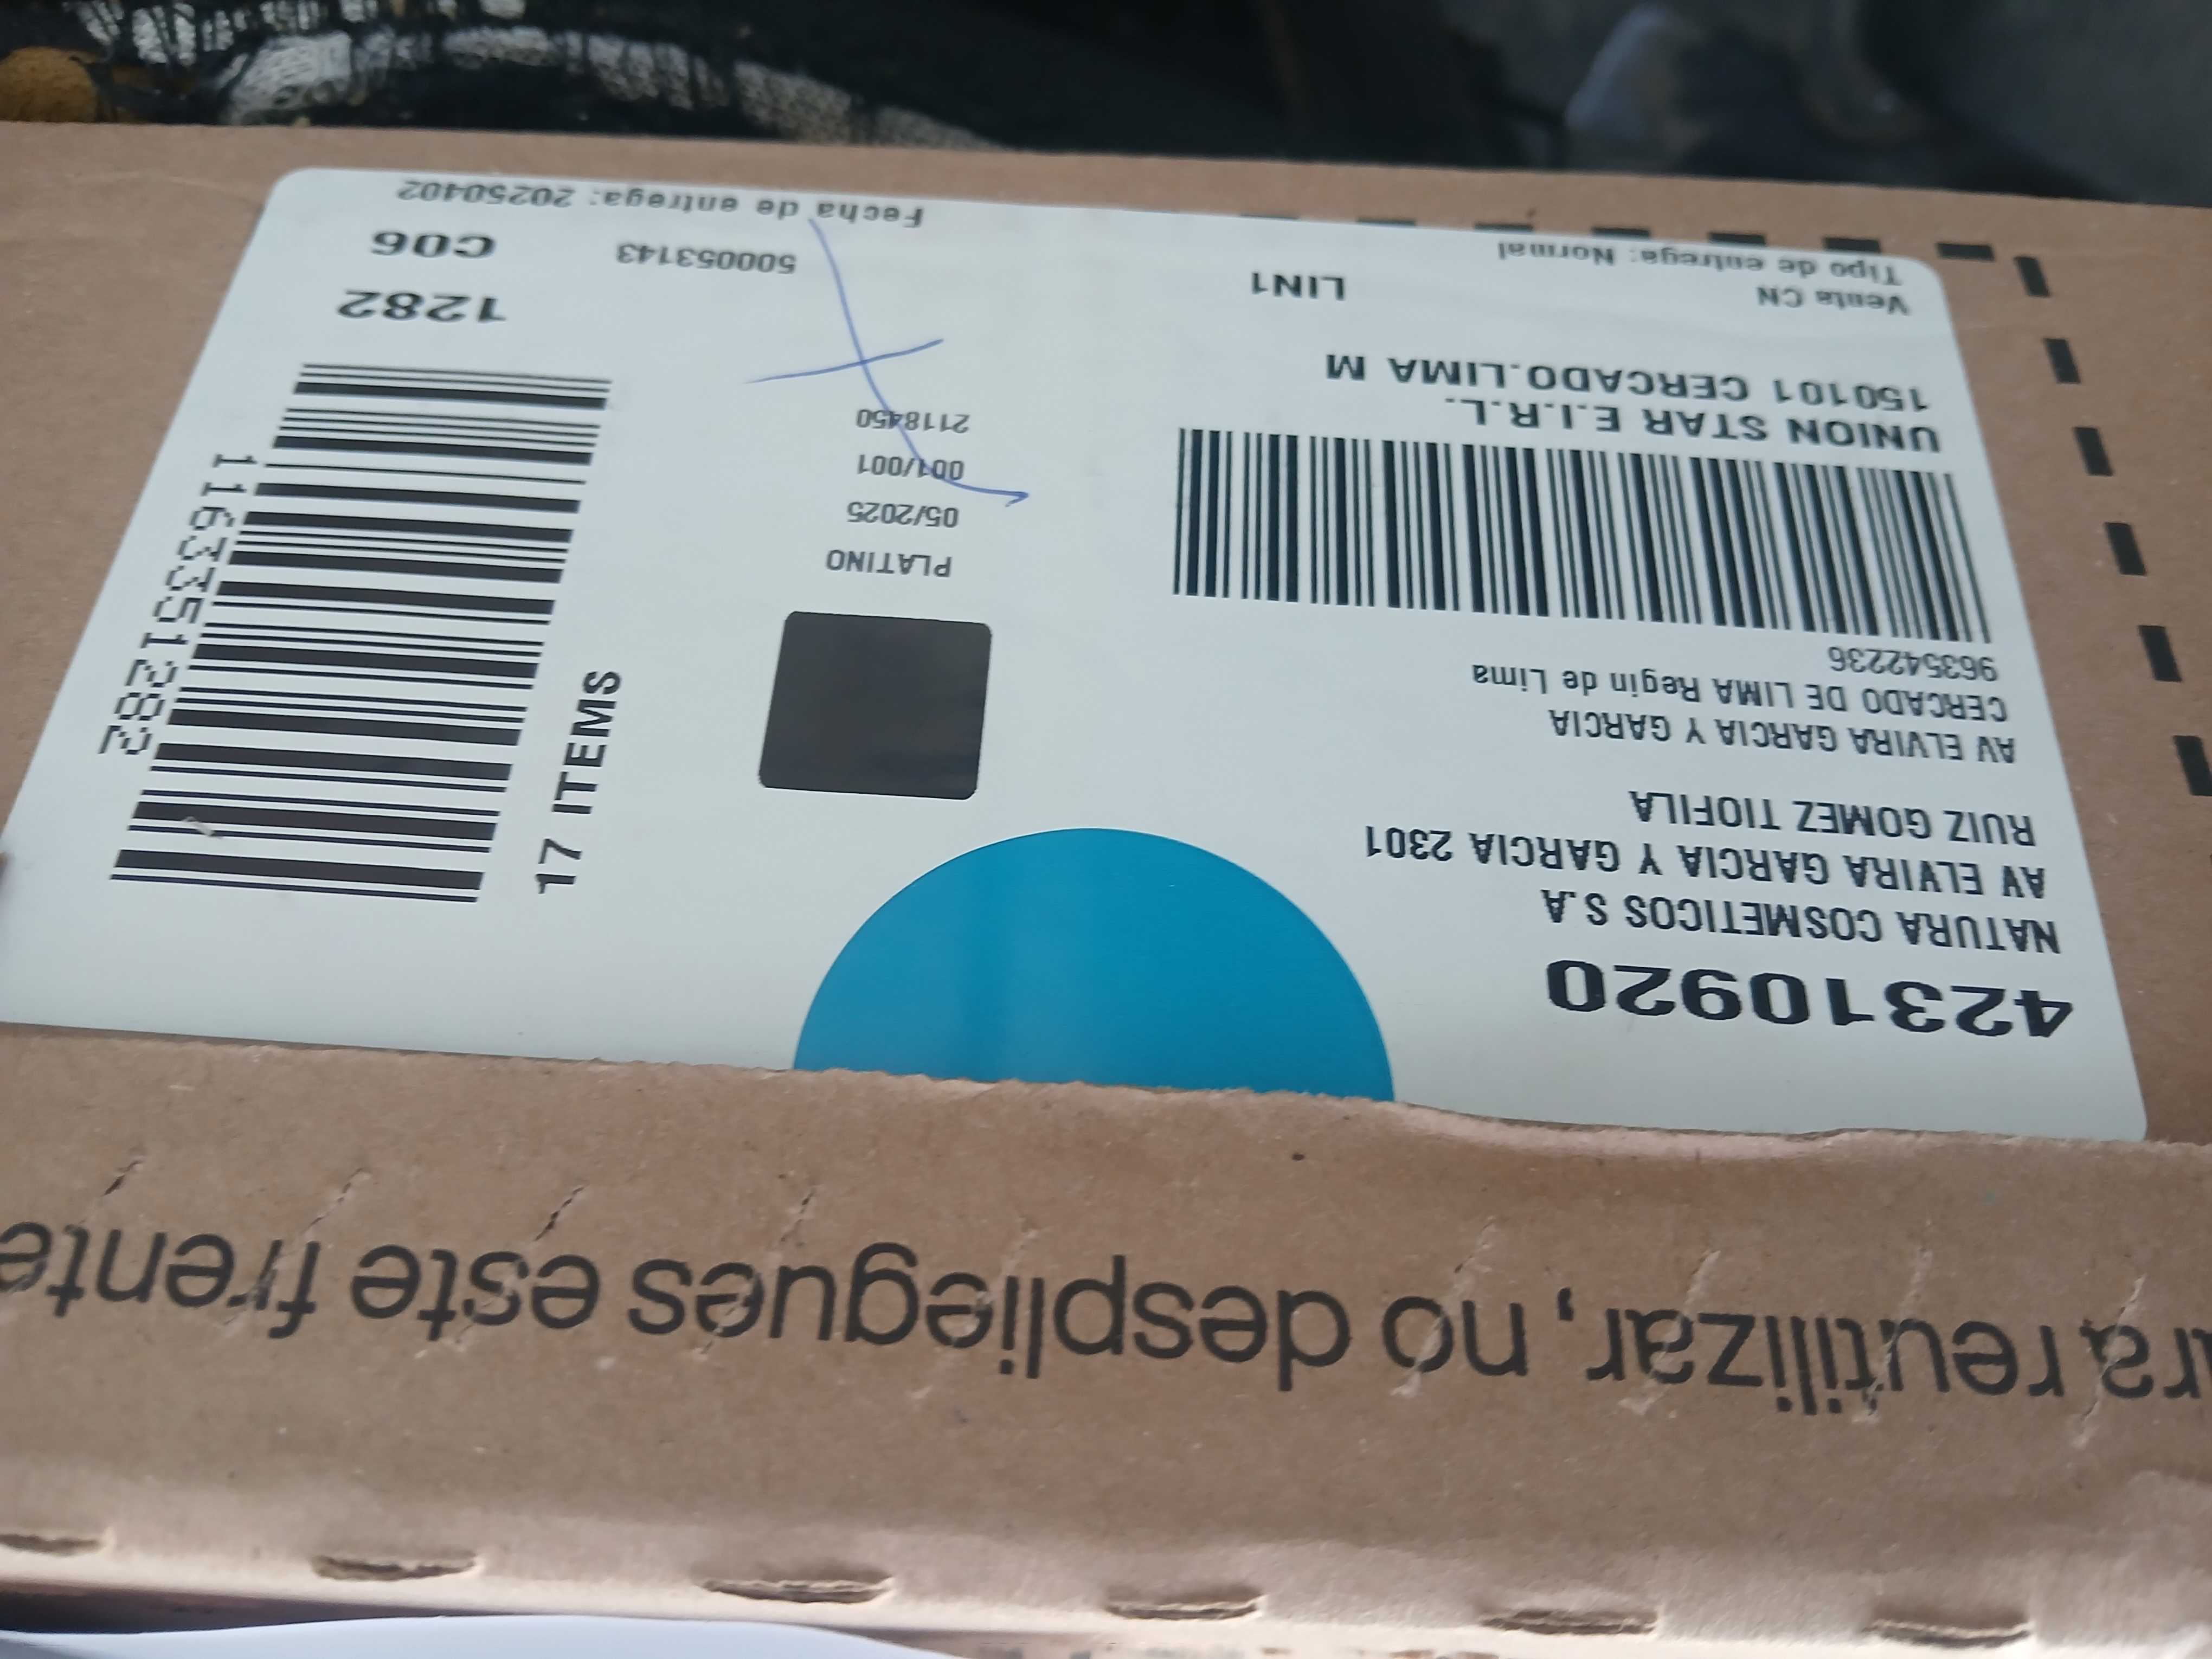 42310920
NATURA COSMETICOS S.A
AV ELVIRA GARCIA Y GARCIA 2301
RUIZ GOMEZ TIOFILA
AV ELVIRA GARCIA Y GARCIA
CERCADO DE LIMA Regin de Lima
963542236
UNION STAR E.I.R.L.
150101 CERCADO.LIMA M
Venta CN
LIN1
Tipo de entrega: Normal
PLATINO
05/2025
001/001
2118450
500053143
Fecha de entrega: 20250402
17 ITEMS
1163351282
1282
C06
ra reutilizar, no despliegues este frente